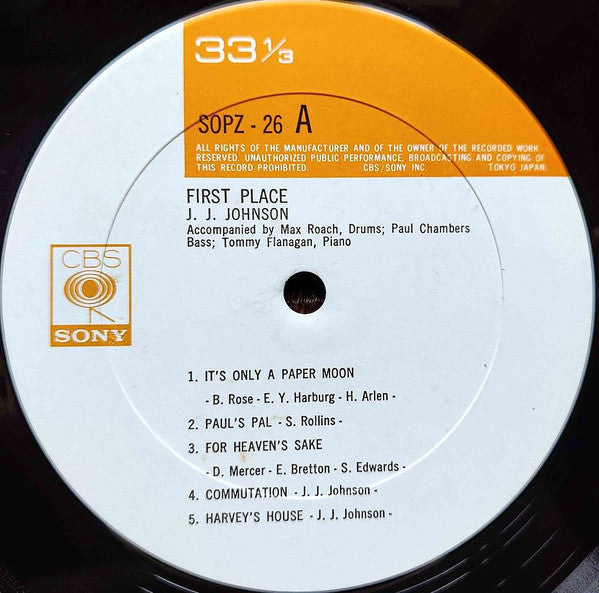 33 1/3
SOPZ - 26 A
ALL RIGHTS OF THE MANUFACTURER AND OF THE OWNER OF THE RECORDED WORK
RESERVED. UNAUTHORIZED PUBLIC PERFORMANCE, BROADCASTING AND COPYING OF
THIS RECORD PROHIBITED. CBS/SONY INC. TOKYO JAPAN.
FIRST PLACE
J. J. JOHNSON
Accompanied by Max Roach, Drums; Paul Chambers
Bass; Tommy Flanagan, Piano
CBS
SONY
1. IT'S ONLY A PAPER MOON
- B. Rose - E. Y. Harburg - H. Arlen -
2. PAUL'S PAL - S. Rollins -
3. FOR HEAVEN'S SAKE
- D. Mercer - E. Bretton - S. Edwards -
4. COMMUTATION - J. J. Johnson -
5. HARVEY'S HOUSE - J. J. Johnson -